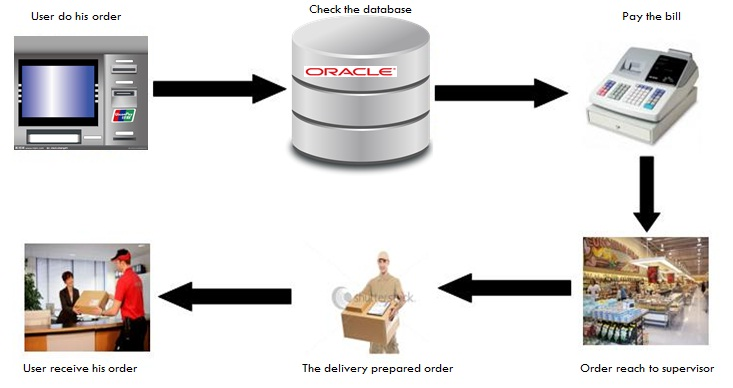 User do his order
Check the database
Pay the bill
ORACLE
shutterstock
User receive his order
The delivery prepared order
Order reach to supervisor